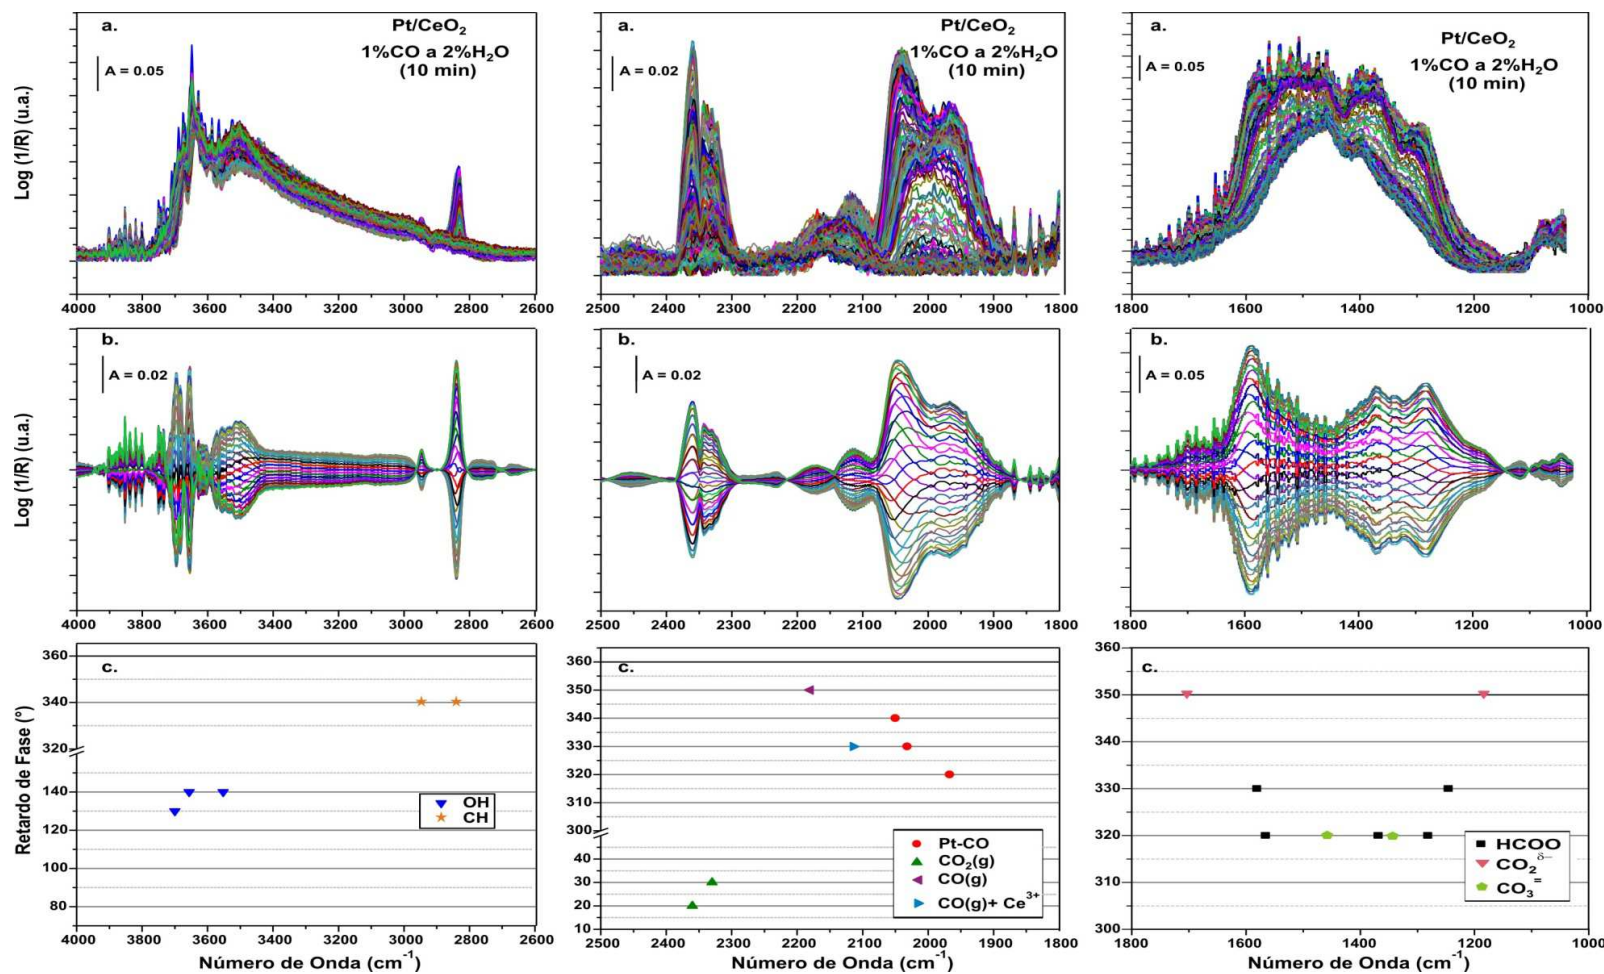 a.
Pt/CeO₂
1%CO a 2%H₂O
(10 min)
A = 0.05
Log (1/R) (u.a.)
4000 3800 3600 3400 3200 3000 2800 2600
a.
Pt/CeO₂
1%CO a 2%H₂O
(10 min)
A = 0.02
2500 2400 2300 2200 2100 2000 1900 1800
a.
Pt/CeO₂
1%CO a 2%H₂O
(10 min)
A = 0.05
1800 1600 1400 1200 1000
b.
A = 0.02
Log (1/R) (u.a.)
4000 3800 3600 3400 3200 3000 2800 2600
b.
A = 0.02
2500 2400 2300 2200 2100 2000 1900 1800
b.
A = 0.05
1800 1600 1400 1200 1000
c.
Retardo de Fase (°)
360
340
320
140
120
100
80
OH
CH
4000 3800 3600 3400 3200 3000 2800 2600
Número de Onda (cm⁻¹)
c.
360
350
340
330
320
310
300
40
30
20
10
Pt-CO
CO₂(g)
CO(g)
CO(g)+ Ce³⁺
2500 2400 2300 2200 2100 2000 1900 1800
Número de Onda (cm⁻¹)
c.
360
350
340
330
320
310
300
HCOO
CO₂^δ−
CO₃⁼
1800 1600 1400 1200 1000
Número de Onda (cm⁻¹)